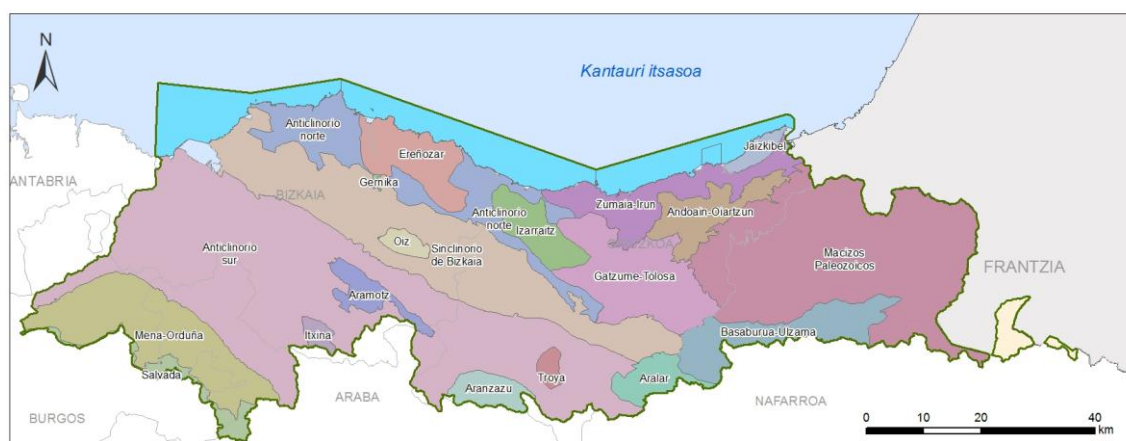 N
Kantauri itsasoa
Anticlinorio
norte
Jaizkibel
Ereñozar
ANTABRIA
Gernika
BIZKAIA
Zumaia-Irun
Andoain-Oiartzun
Anticlinorio
norte
Izarraitz
Oiz
Anticlinorio
sur
Sinclinorio
de Bizkaia
Macizos
Paleozoicos
Gatzume-Tolosa
FRANTZIA
Aramotz
Mena-Orduña
Itxina
Basaburua-Ulzama
Salvada
Troya
Aralar
Aranzazu
ARABA
NAFARROA
BURGOS
0 10 20 40
km